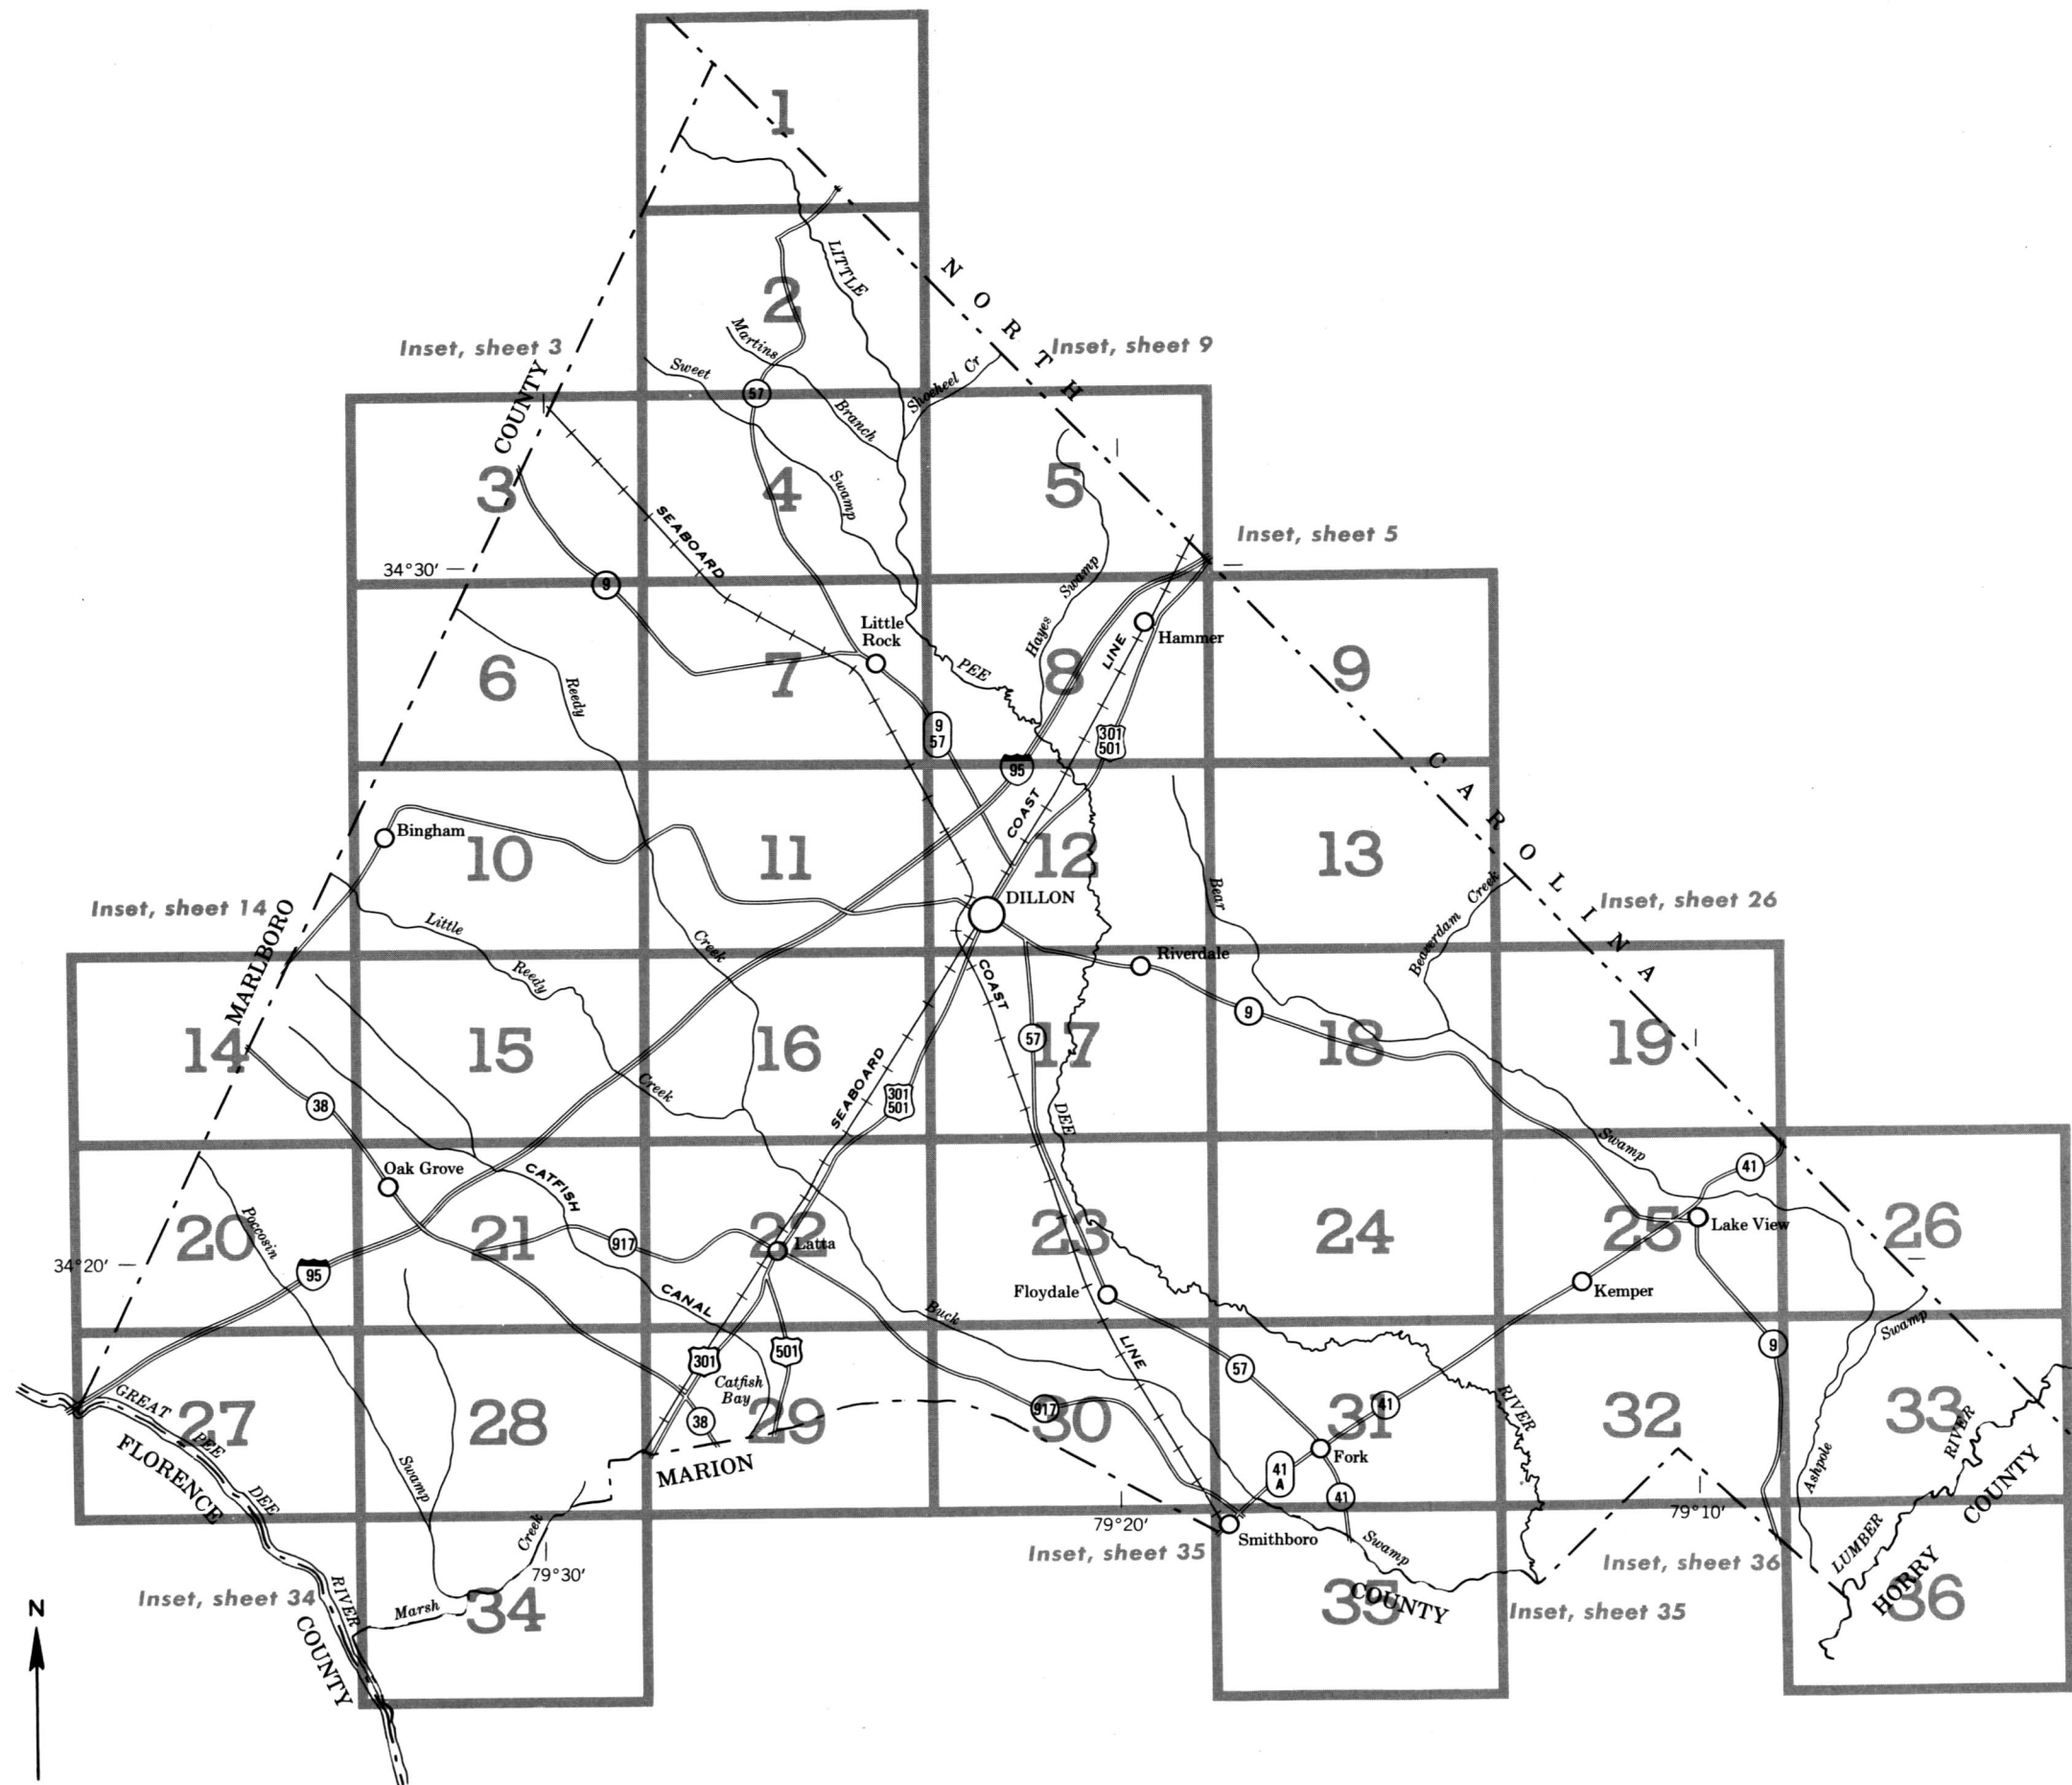 1
2
LITTLE
NORTH
Inset, sheet 3
Inset, sheet 9
Martins
Sweet
Shoeheel Cr
57
Branch
COUNTY
3
4
5
Swamp
SEABOARD
Inset, sheet 5
34°30′
9
Swamp
Little
Rock
Hayes
LINE
Hammer
6
7
PEE
8
9
Reedy
9
57
301
501
95
CAROLINA
COAST
Bingham
10
11
12
13
Bear
DILLON
Creek
Beaverdam
Inset, sheet 14
Inset, sheet 26
MARLBORO
Little
Reedy
Creek
Riverdale
COAST
9
14
15
16
57
17
18
19
38
Creek
SEABOARD
301
501
DEE
Swamp
41
Oak Grove
CATFISH
20
Pocosin
21
917
22
Latta
23
24
25
Lake View
26
34°20′
95
Floydale
Kemper
CANAL
Buck
Swamp
LINE
301
501
57
9
GREAT
PEE
DEE
Catfish
Bay
27
28
38
29
917
30
31
41
RIVER
32
33
RIVER
FLORENCE
MARION
Fork
41
A
41
Swamp
Ashpole
COUNTY
79°20′
79°10′
Creek
Smithboro
Swamp
LUMBER
Inset, sheet 35
Inset, sheet 36
79°30′
Inset, sheet 34
RIVER
Marsh
34
35
COUNTY
Inset, sheet 35
HORRY
36
N
COUNTY